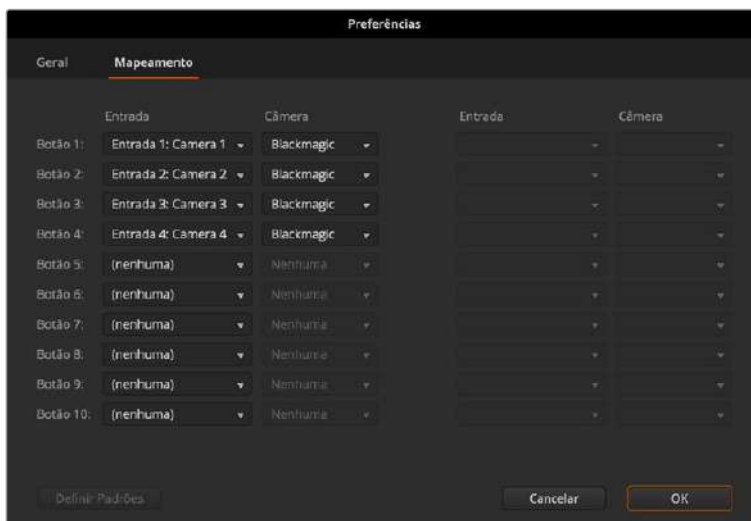 Preferências
Geral Mapeamento
Entrada Câmera Entrada Câmera
Botão 1: Entrada 1: Camera 1 Blackmagic
Botão 2: Entrada 2: Camera 2 Blackmagic
Botão 3: Entrada 3: Camera 3 Blackmagic
Botão 4: Entrada 4: Camera 4 Blackmagic
Botão 5: (nenhuma) Nenhuma
Botão 6: (nenhuma) Nenhuma
Botão 7: (nenhuma) Nenhuma
Botão 8: (nenhuma) Nenhuma
Botão 9: (nenhuma) Nenhuma
Botão 10: (nenhuma) Nenhuma
Definir Padrões Cancelar OK